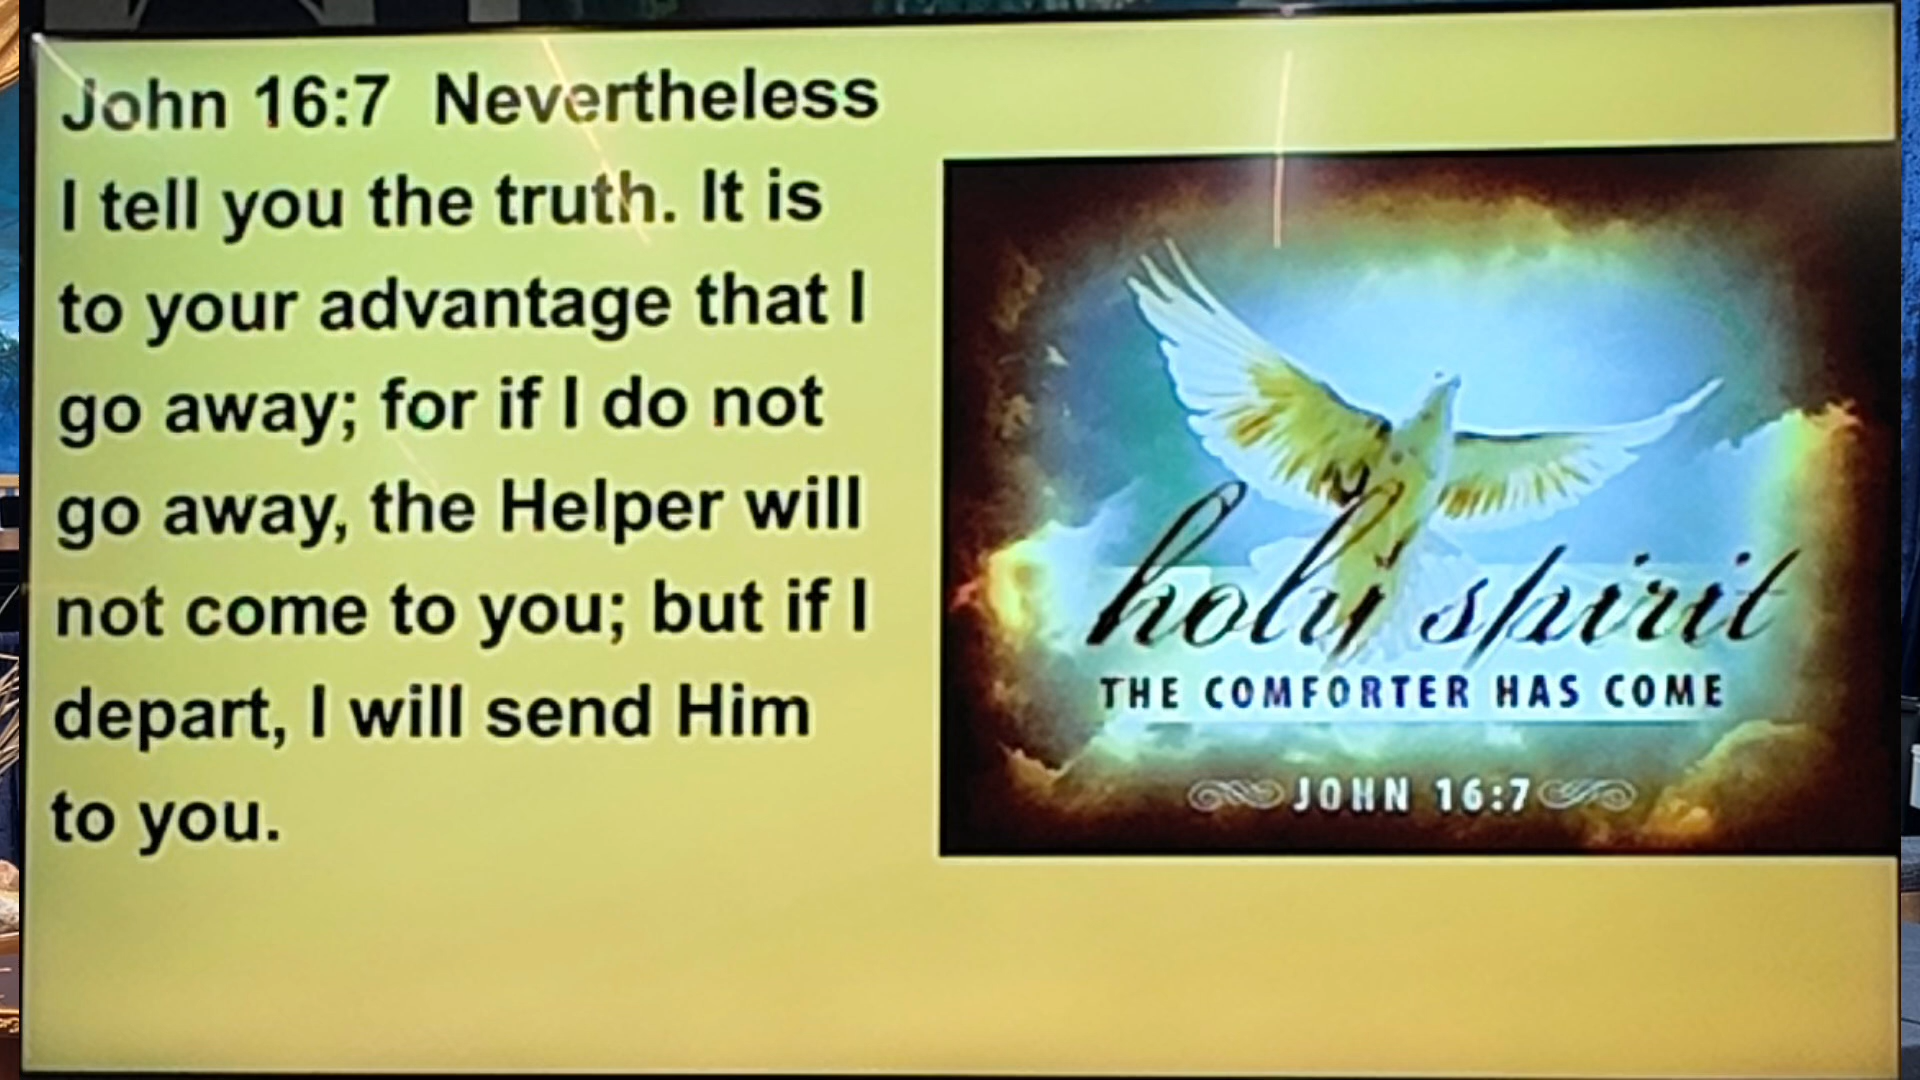 John 16:7 Nevertheless
I tell you the truth. It is
to your advantage that I
go away; for if I do not
go away, the Helper will
not come to you; but if I
depart, I will send Him
to you.
holy spirit
THE COMFORTER HAS COME
JOHN 16:7